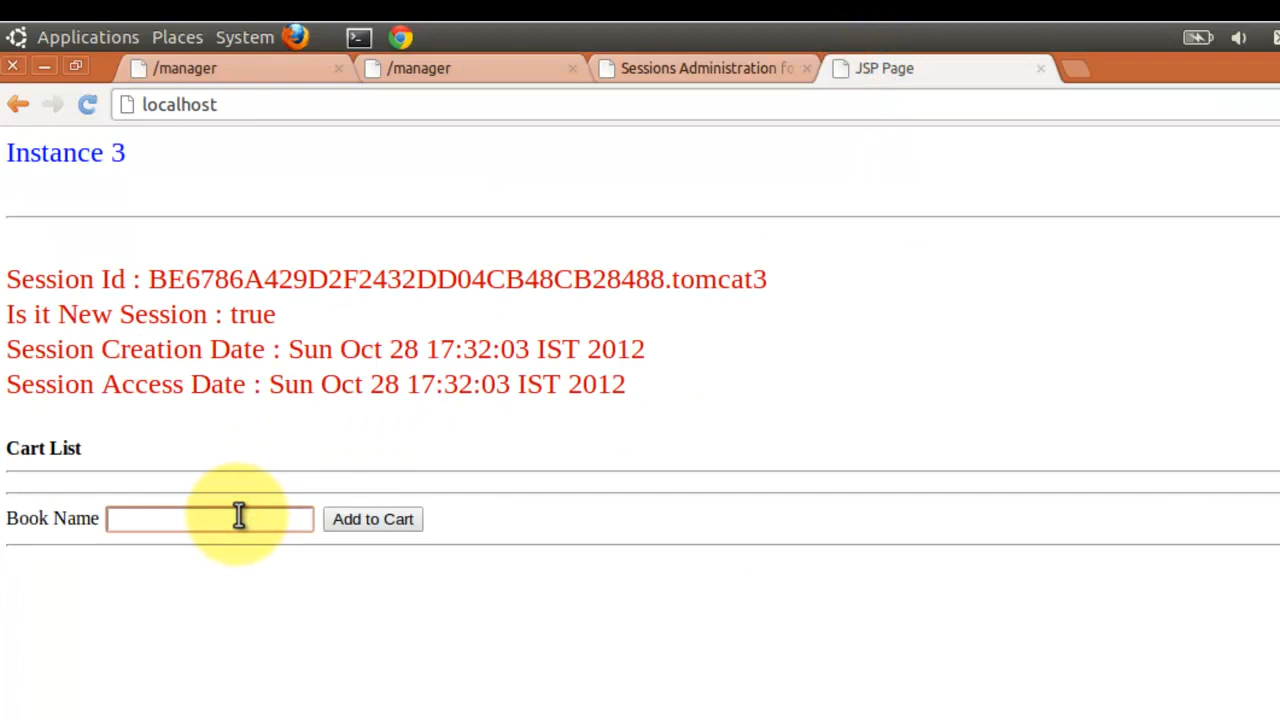 Applications Places System
/manager /manager Sessions Administration fo JSP Page
localhost
Instance 3
Session Id : BE6786A429D2F2432DD04CB48CB28488.tomcat3
Is it New Session : true
Session Creation Date : Sun Oct 28 17:32:03 IST 2012
Session Access Date : Sun Oct 28 17:32:03 IST 2012
Cart List
Book Name Add to Cart